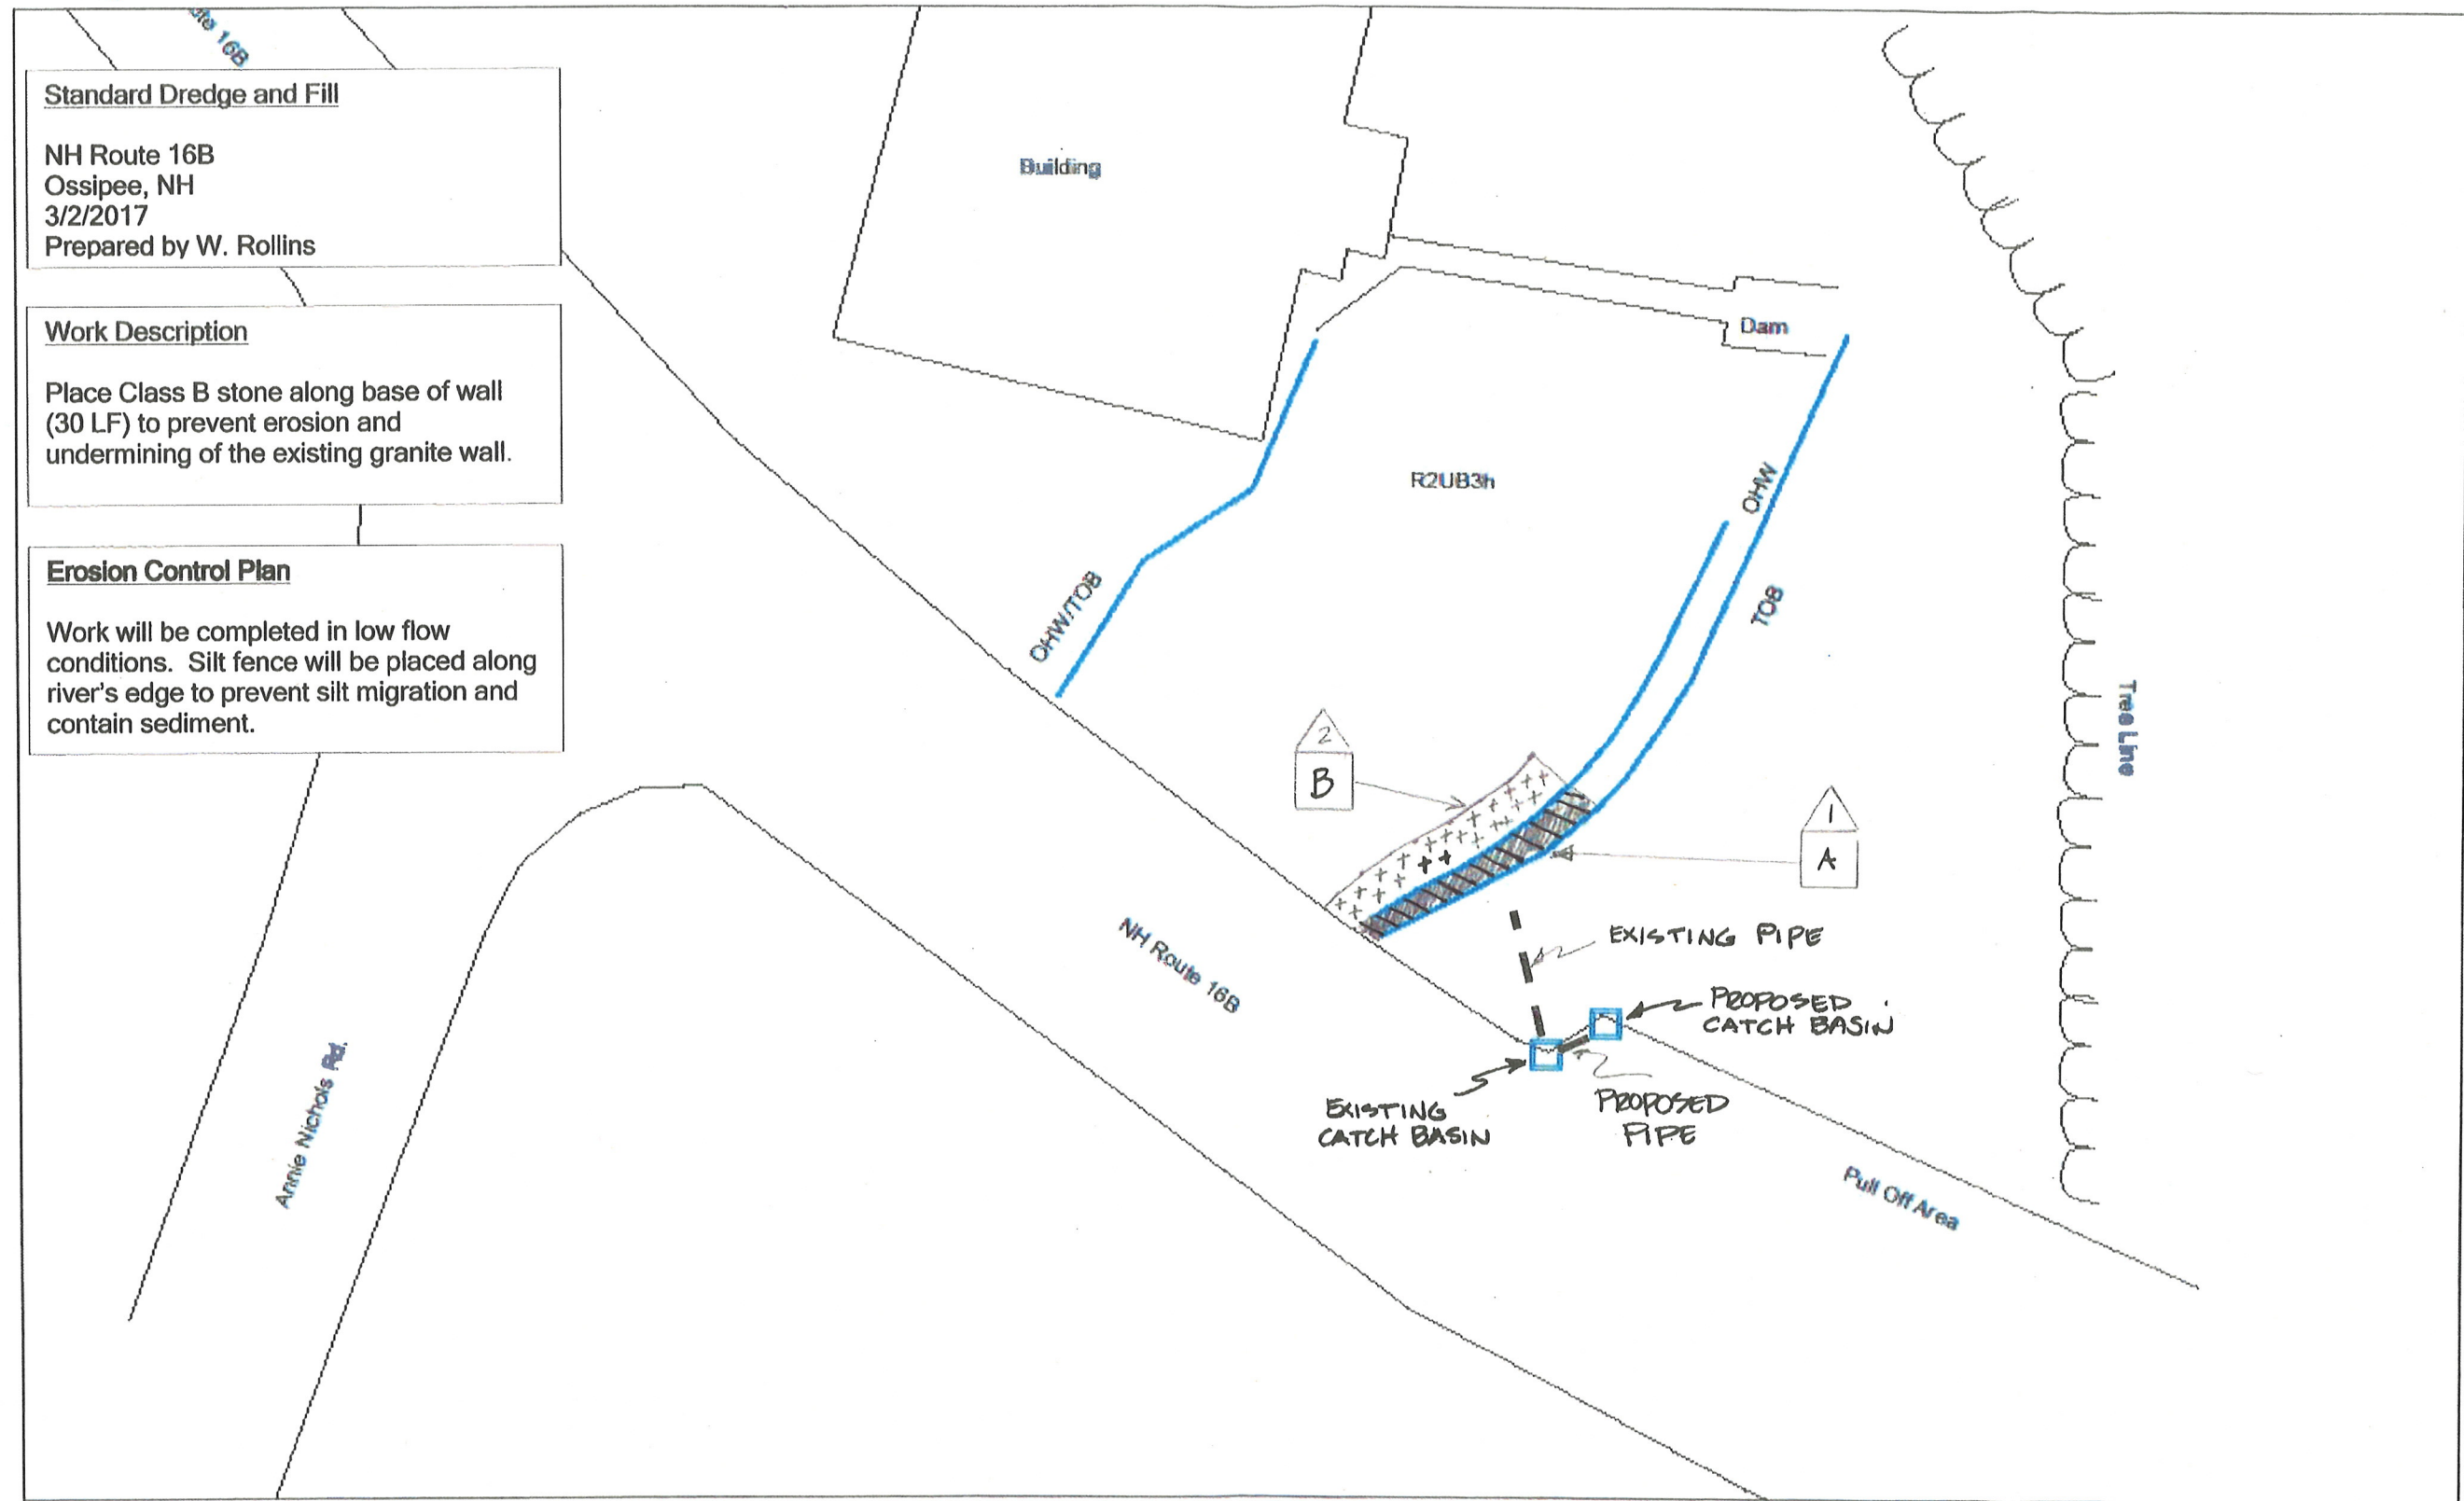 Standard Dredge and Fill
NH Route 16B
Ossipee, NH
3/2/2017
Prepared by W. Rollins
Work Description
Place Class B stone along base of wall
(30 LF) to prevent erosion and
undermining of the existing granite wall.
Erosion Control Plan
Work will be completed in low flow
conditions. Silt fence will be placed along
river's edge to prevent silt migration and
contain sediment.
16B
Building
Dam
R2UB3h
OHW
TOB
OHW/TOB
Tree Line
2
B
1
A
EXISTING PIPE
NH Route 16B
PROPOSED
CATCH BASIN
EXISTING
CATCH BASIN
PROPOSED
PIPE
Annie Nichols Rd.
Pull Off Area